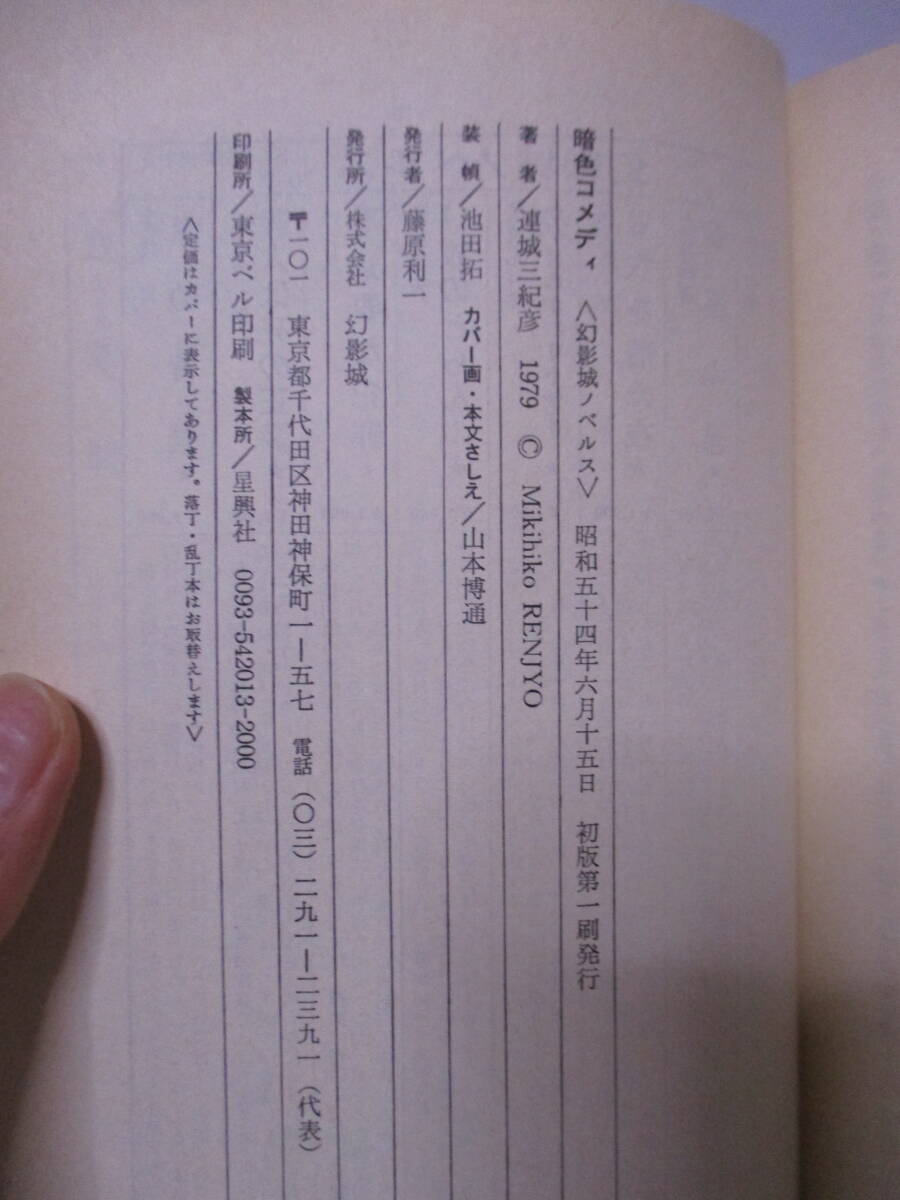 暗色コメディ 〈幻影城ノベルス〉 昭和五十四年六月十五日 初版第一刷発行
著者/連城三紀彦 1979 © Mikihiko RENJYO
装幀/池田拓 カバー画・本文さしえ/山本博通
発行者/藤原利一
発行所/株式会社 幻影城
〒一〇一 東京都千代田区神田神保町一―五七 電話(〇三)二九一―二三九一(代表)
印刷所/東京ベル印刷 製本所/星興社 0093-542013-2000
〈定価はカバーに表示してあります。落丁・乱丁本はお取替えします〉